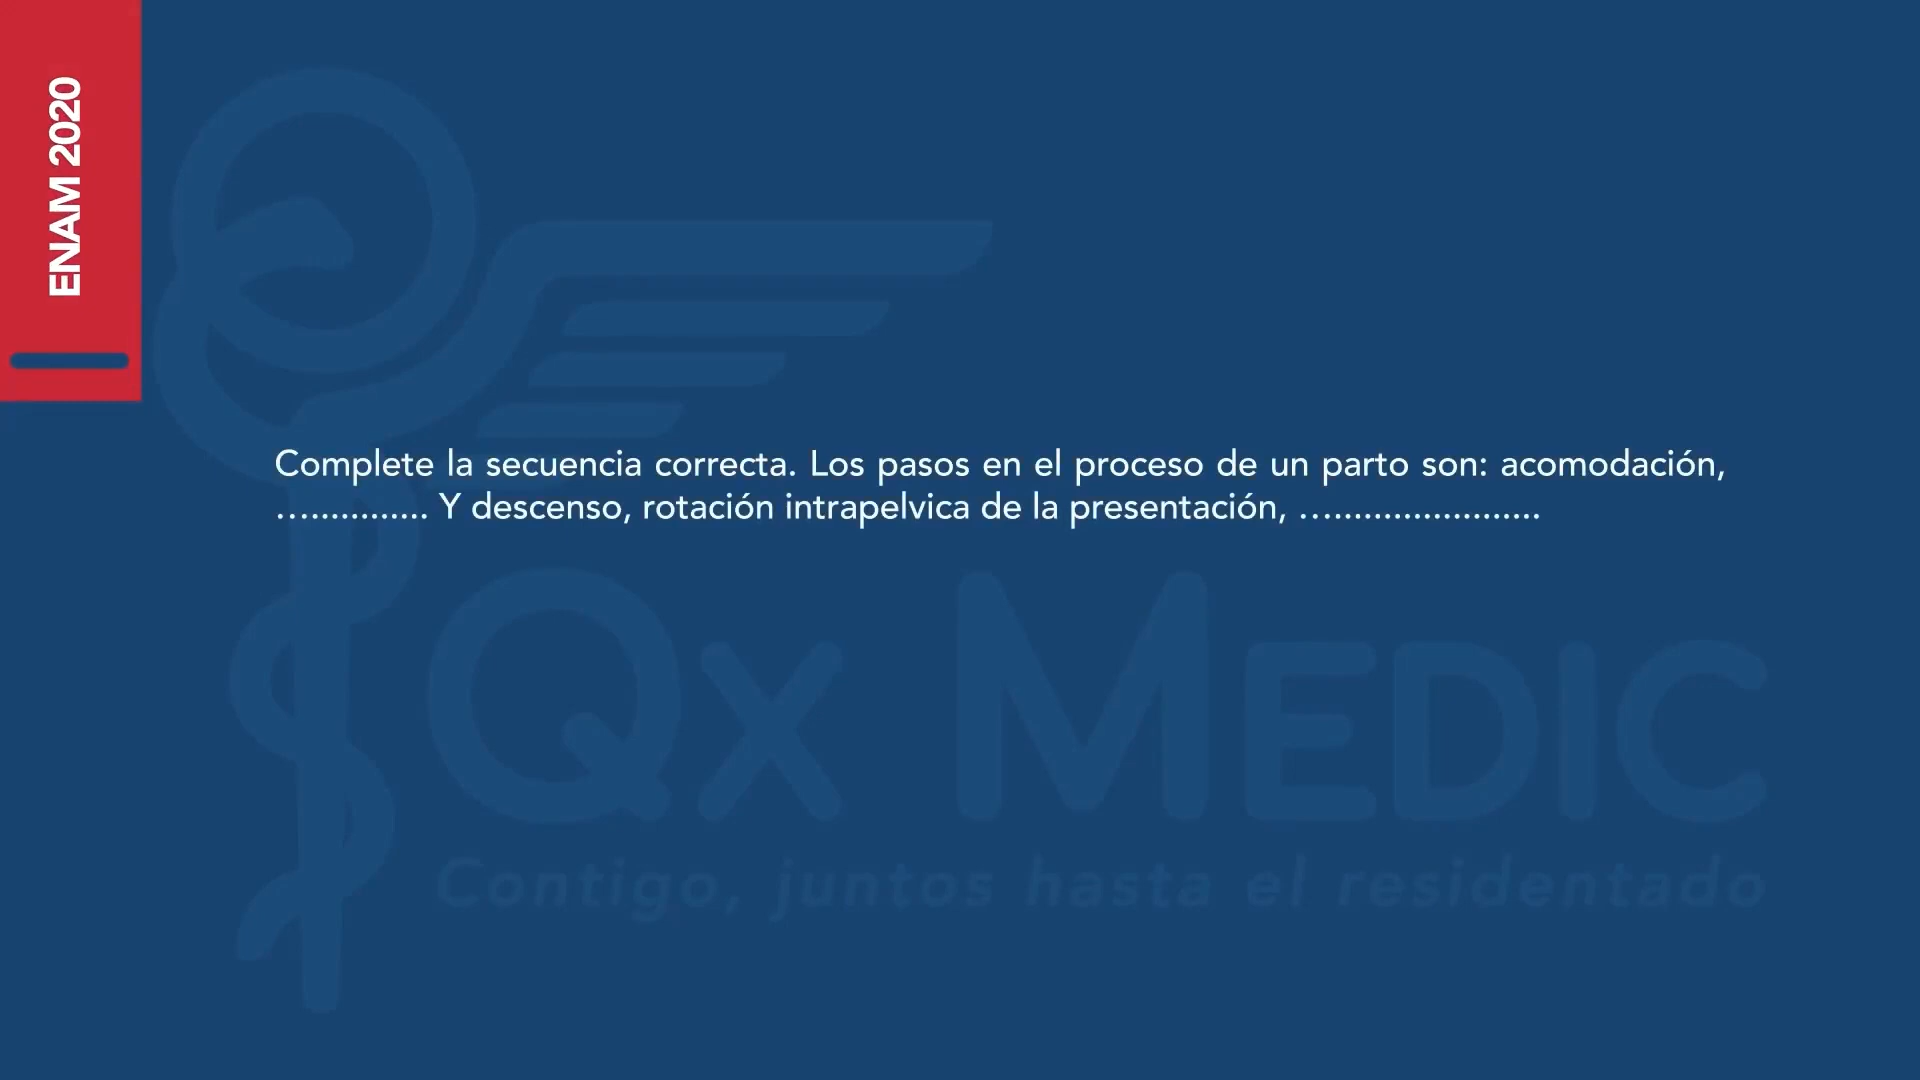 ENAM 2020
Complete la secuencia correcta. Los pasos en el proceso de un parto son: acomodación,
…............ Y descenso, rotación intrapelvica de la presentación, …......................
Qx MEDIC
Contigo, juntos hasta el residentado